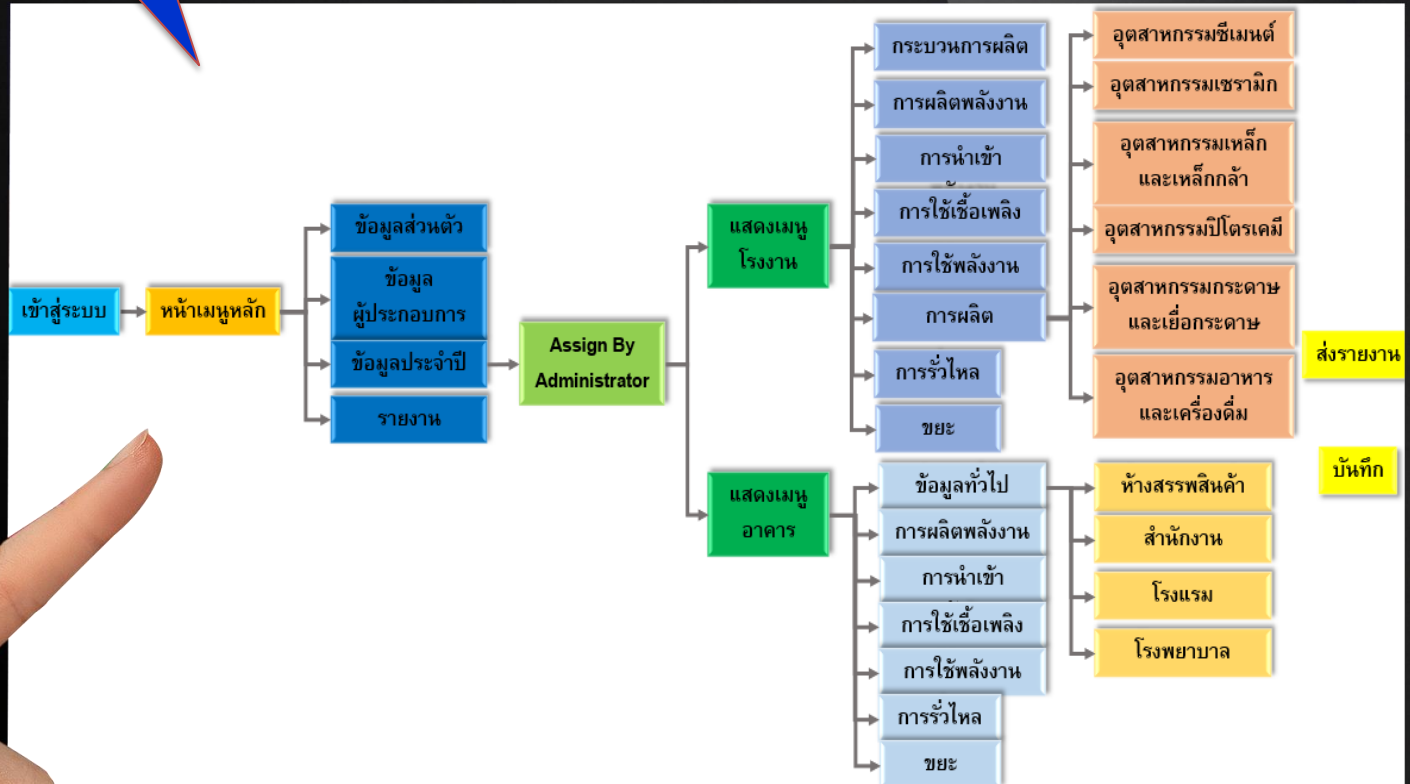 เข้าสู่ระบบ
หน้าเมนูหลัก
ข้อมูลส่วนตัว
ข้อมูล
ผู้ประกอบการ
ข้อมูลประจำปี
รายงาน
Assign By
Administrator
แสดงเมนู
โรงงาน
กระบวนการผลิต
การผลิตพลังงาน
การนำเข้า
การใช้เชื้อเพลิง
การใช้พลังงาน
การผลิต
การรั่วไหล
ขยะ
อุตสาหกรรมซีเมนต์
อุตสาหกรรมเซรามิก
อุตสาหกรรมเหล็ก
และเหล็กกล้า
อุตสาหกรรมปิโตรเคมี
อุตสาหกรรมกระดาษ
และเยื่อกระดาษ
อุตสาหกรรมอาหาร
และเครื่องดื่ม
แสดงเมนู
อาคาร
ข้อมูลทั่วไป
การผลิตพลังงาน
การนำเข้า
การใช้เชื้อเพลิง
การใช้พลังงาน
การรั่วไหล
ขยะ
ห้างสรรพสินค้า
สำนักงาน
โรงแรม
โรงพยาบาล
ส่งรายงาน
บันทึก